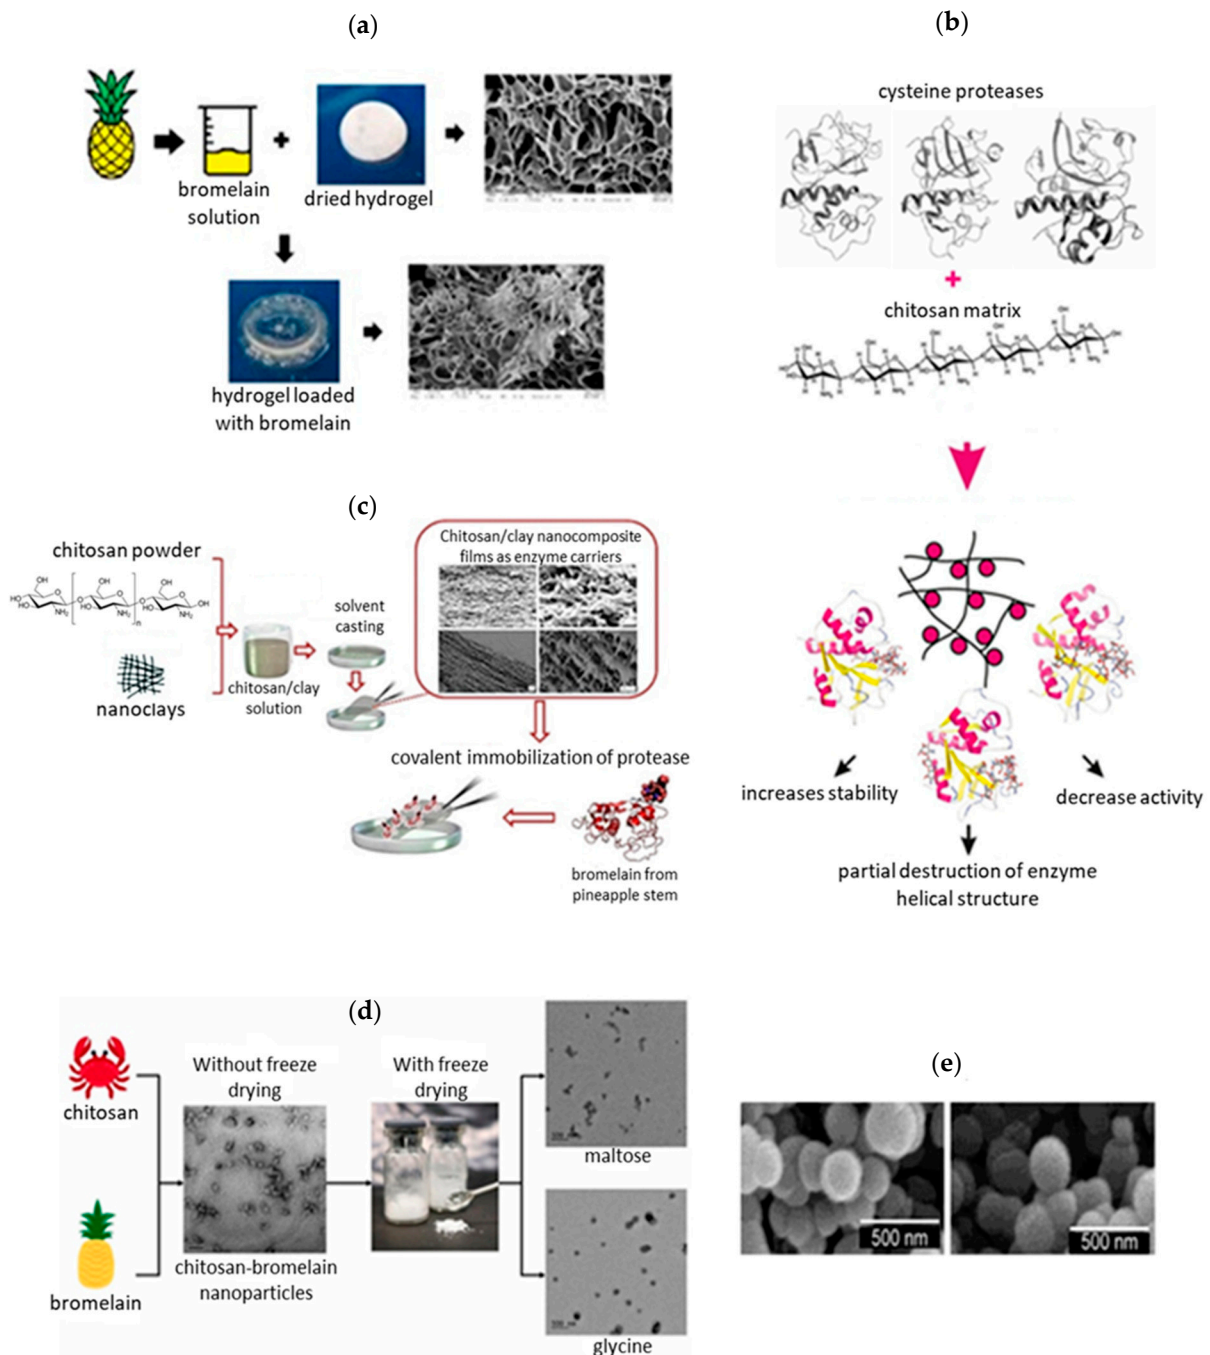 (a)
bromelain
solution
+
dried hydrogel
hydrogel loaded
with bromelain
(b)
cysteine proteases
+
chitosan matrix
increases stability
decrease activity
partial destruction of enzyme
helical structure
(c)
chitosan powder
nanoclays
chitosan/clay
solution
solvent
casting
Chitosan/clay nanocomposite
films as enzyme carriers
covalent immobilization of protease
bromelain from
pineapple stem
(d)
chitosan
bromelain
Without freeze
drying
chitosan-bromelain
nanoparticles
With freeze
drying
maltose
glycine
(e)
500 nm
500 nm